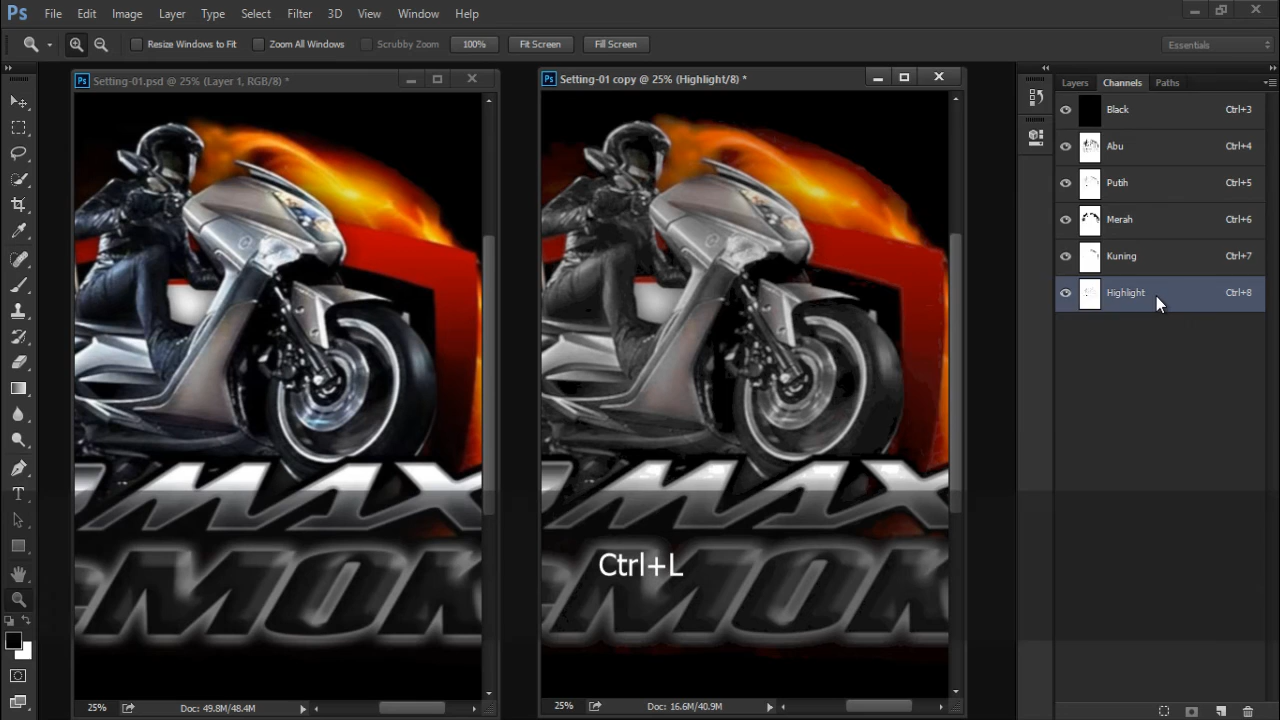 Ps File Edit Image Layer Type Select Filter 3D View Window Help
Resize Windows to Fit Zoom All Windows Scrubby Zoom 100% Fit Screen Fill Screen Essentials
Ps Setting-01.psd @ 25% (Layer 1, RGB/8) *
Ps Setting-01 copy @ 25% (Highlight/8) *
Layers Channels Paths
Black Ctrl+3
Abu Ctrl+4
Putih Ctrl+5
Merah Ctrl+6
Kuning Ctrl+7
Highlight Ctrl+8
MAX
MAX
Ctrl+L
MOK
MOK
25% Doc: 49.8M/48.4M
25% Doc: 16.6M/40.9M